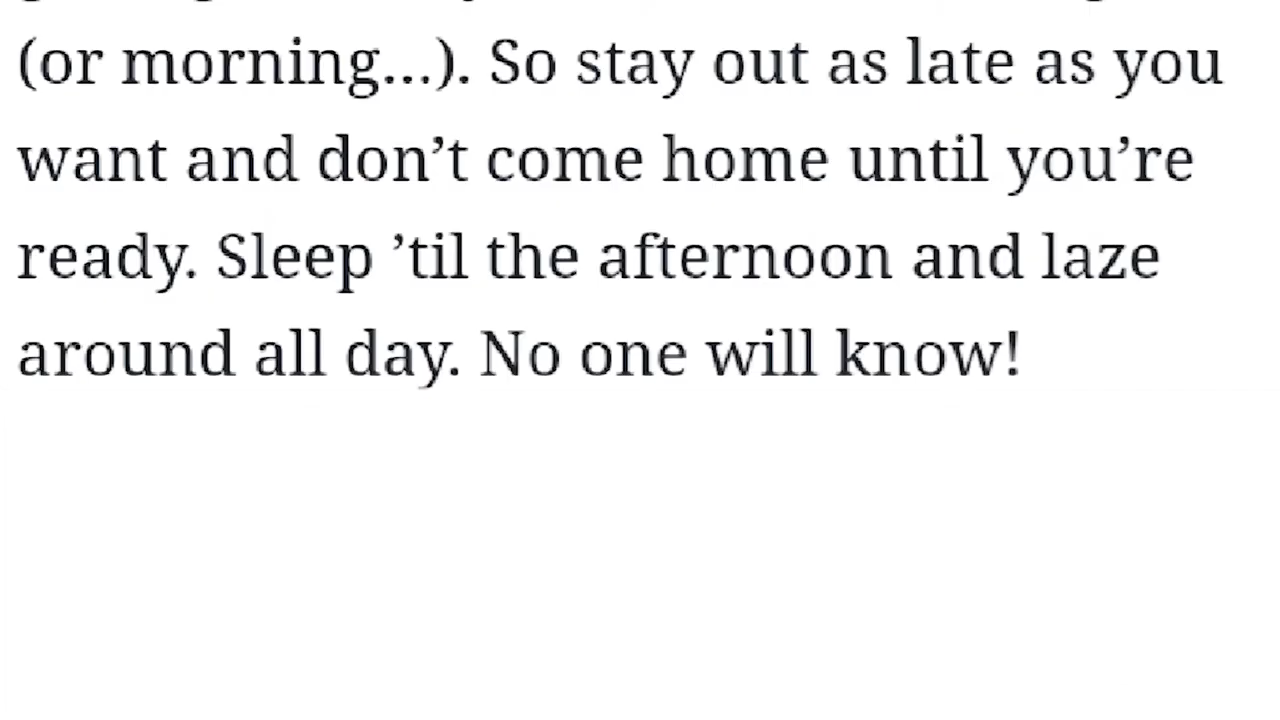 (or morning...). So stay out as late as you
want and don’t come home until you’re
ready. Sleep ’til the afternoon and laze
around all day. No one will know!